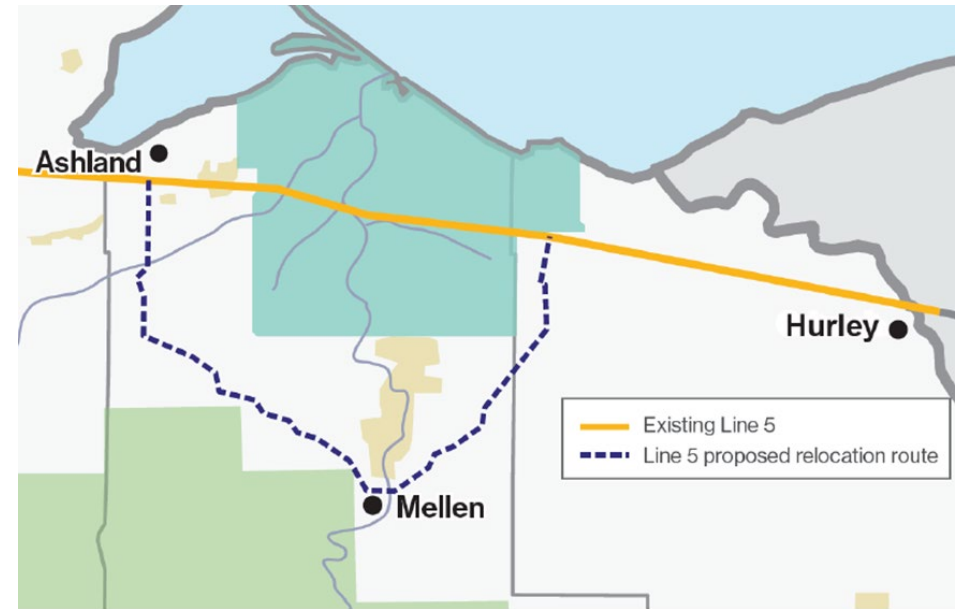 Ashland
Hurley
Existing Line 5
Line 5 proposed relocation route
Mellen